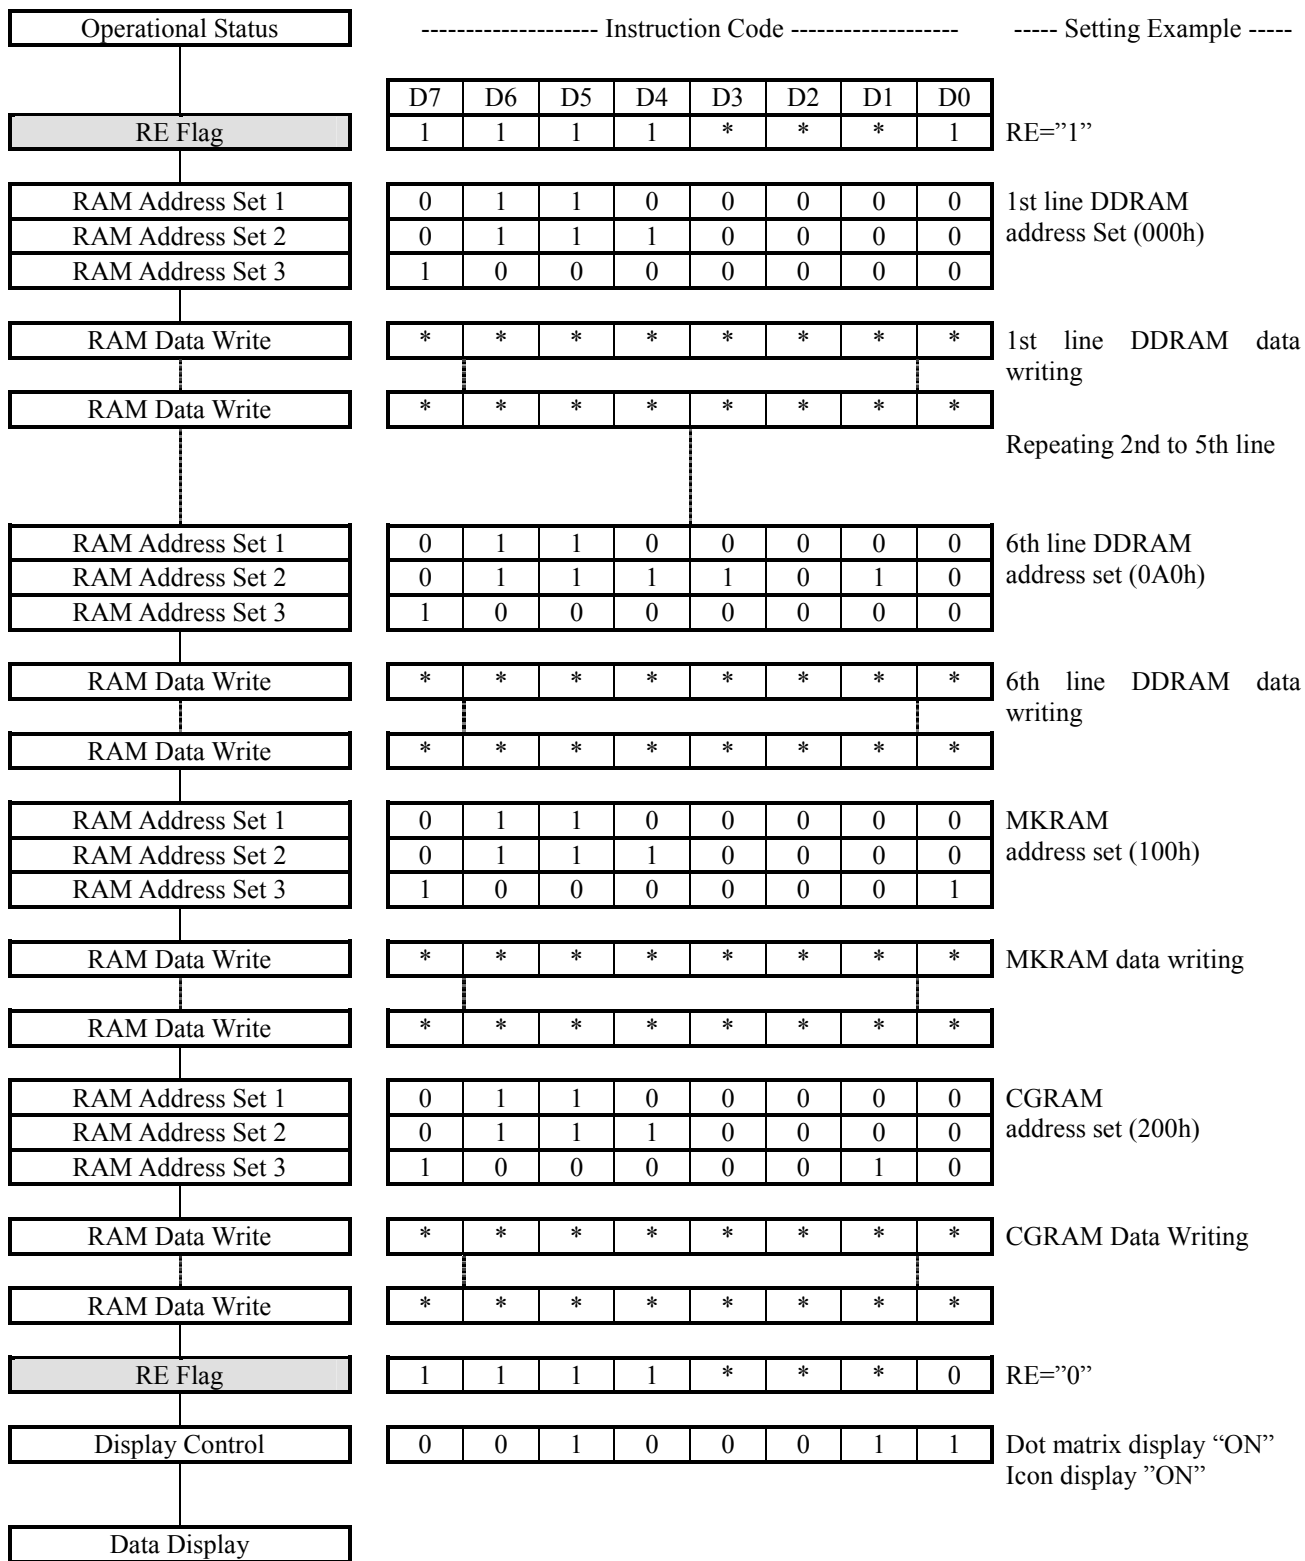 Operational Status -------------------- Instruction Code ------------------- ----- Setting Example -----
D7 D6 D5 D4 D3 D2 D1 D0
RE Flag 1 1 1 1 * * * 1 RE=”1”
RAM Address Set 1 0 1 1 0 0 0 0 0 1st line DDRAM
RAM Address Set 2 0 1 1 1 0 0 0 0 address Set (000h)
RAM Address Set 3 1 0 0 0 0 0 0 0
RAM Data Write * * * * * * * * 1st line DDRAM data
writing
RAM Data Write * * * * * * * *
Repeating 2nd to 5th line
RAM Address Set 1 0 1 1 0 0 0 0 0 6th line DDRAM
RAM Address Set 2 0 1 1 1 1 0 1 0 address set (0A0h)
RAM Address Set 3 1 0 0 0 0 0 0 0
RAM Data Write * * * * * * * * 6th line DDRAM data
writing
RAM Data Write * * * * * * * *
RAM Address Set 1 0 1 1 0 0 0 0 0 MKRAM
RAM Address Set 2 0 1 1 1 0 0 0 0 address set (100h)
RAM Address Set 3 1 0 0 0 0 0 0 1
RAM Data Write * * * * * * * * MKRAM data writing
RAM Data Write * * * * * * * *
RAM Address Set 1 0 1 1 0 0 0 0 0 CGRAM
RAM Address Set 2 0 1 1 1 0 0 0 0 address set (200h)
RAM Address Set 3 1 0 0 0 0 0 1 0
RAM Data Write * * * * * * * * CGRAM Data Writing
RAM Data Write * * * * * * * *
RE Flag 1 1 1 1 * * * 0 RE=”0”
Display Control 0 0 1 0 0 0 1 1 Dot matrix display “ON”
Icon display ”ON”
Data Display